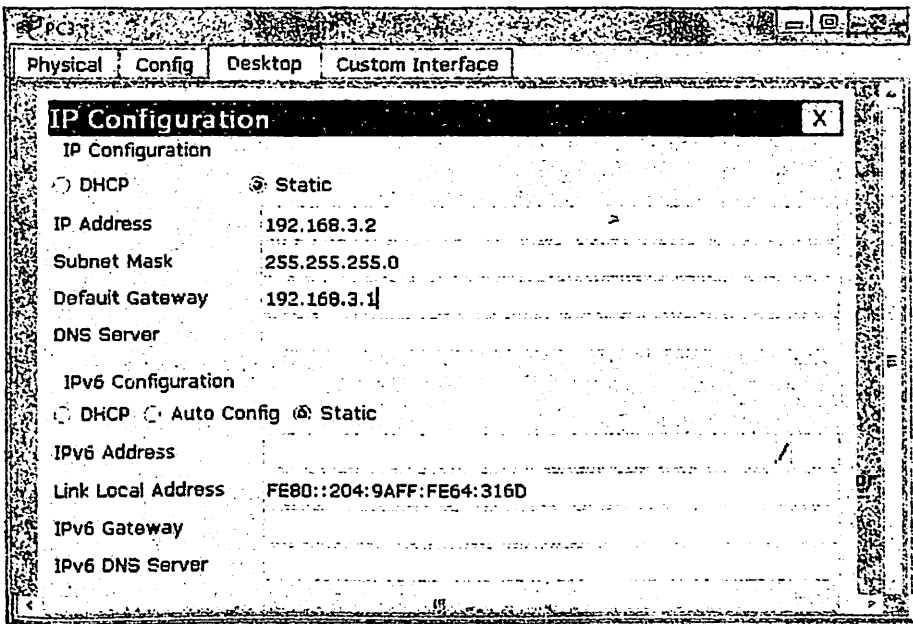 PC3
Physical Config Desktop Custom Interface
IP Configuration X
IP Configuration
DHCP Static
IP Address 192.168.3.2
Subnet Mask 255.255.255.0
Default Gateway 192.168.3.1
DNS Server
IPv6 Configuration
DHCP Auto Config Static
IPv6 Address /
Link Local Address FE80::204:9AFF:FE64:316D
IPv6 Gateway
IPv6 DNS Server